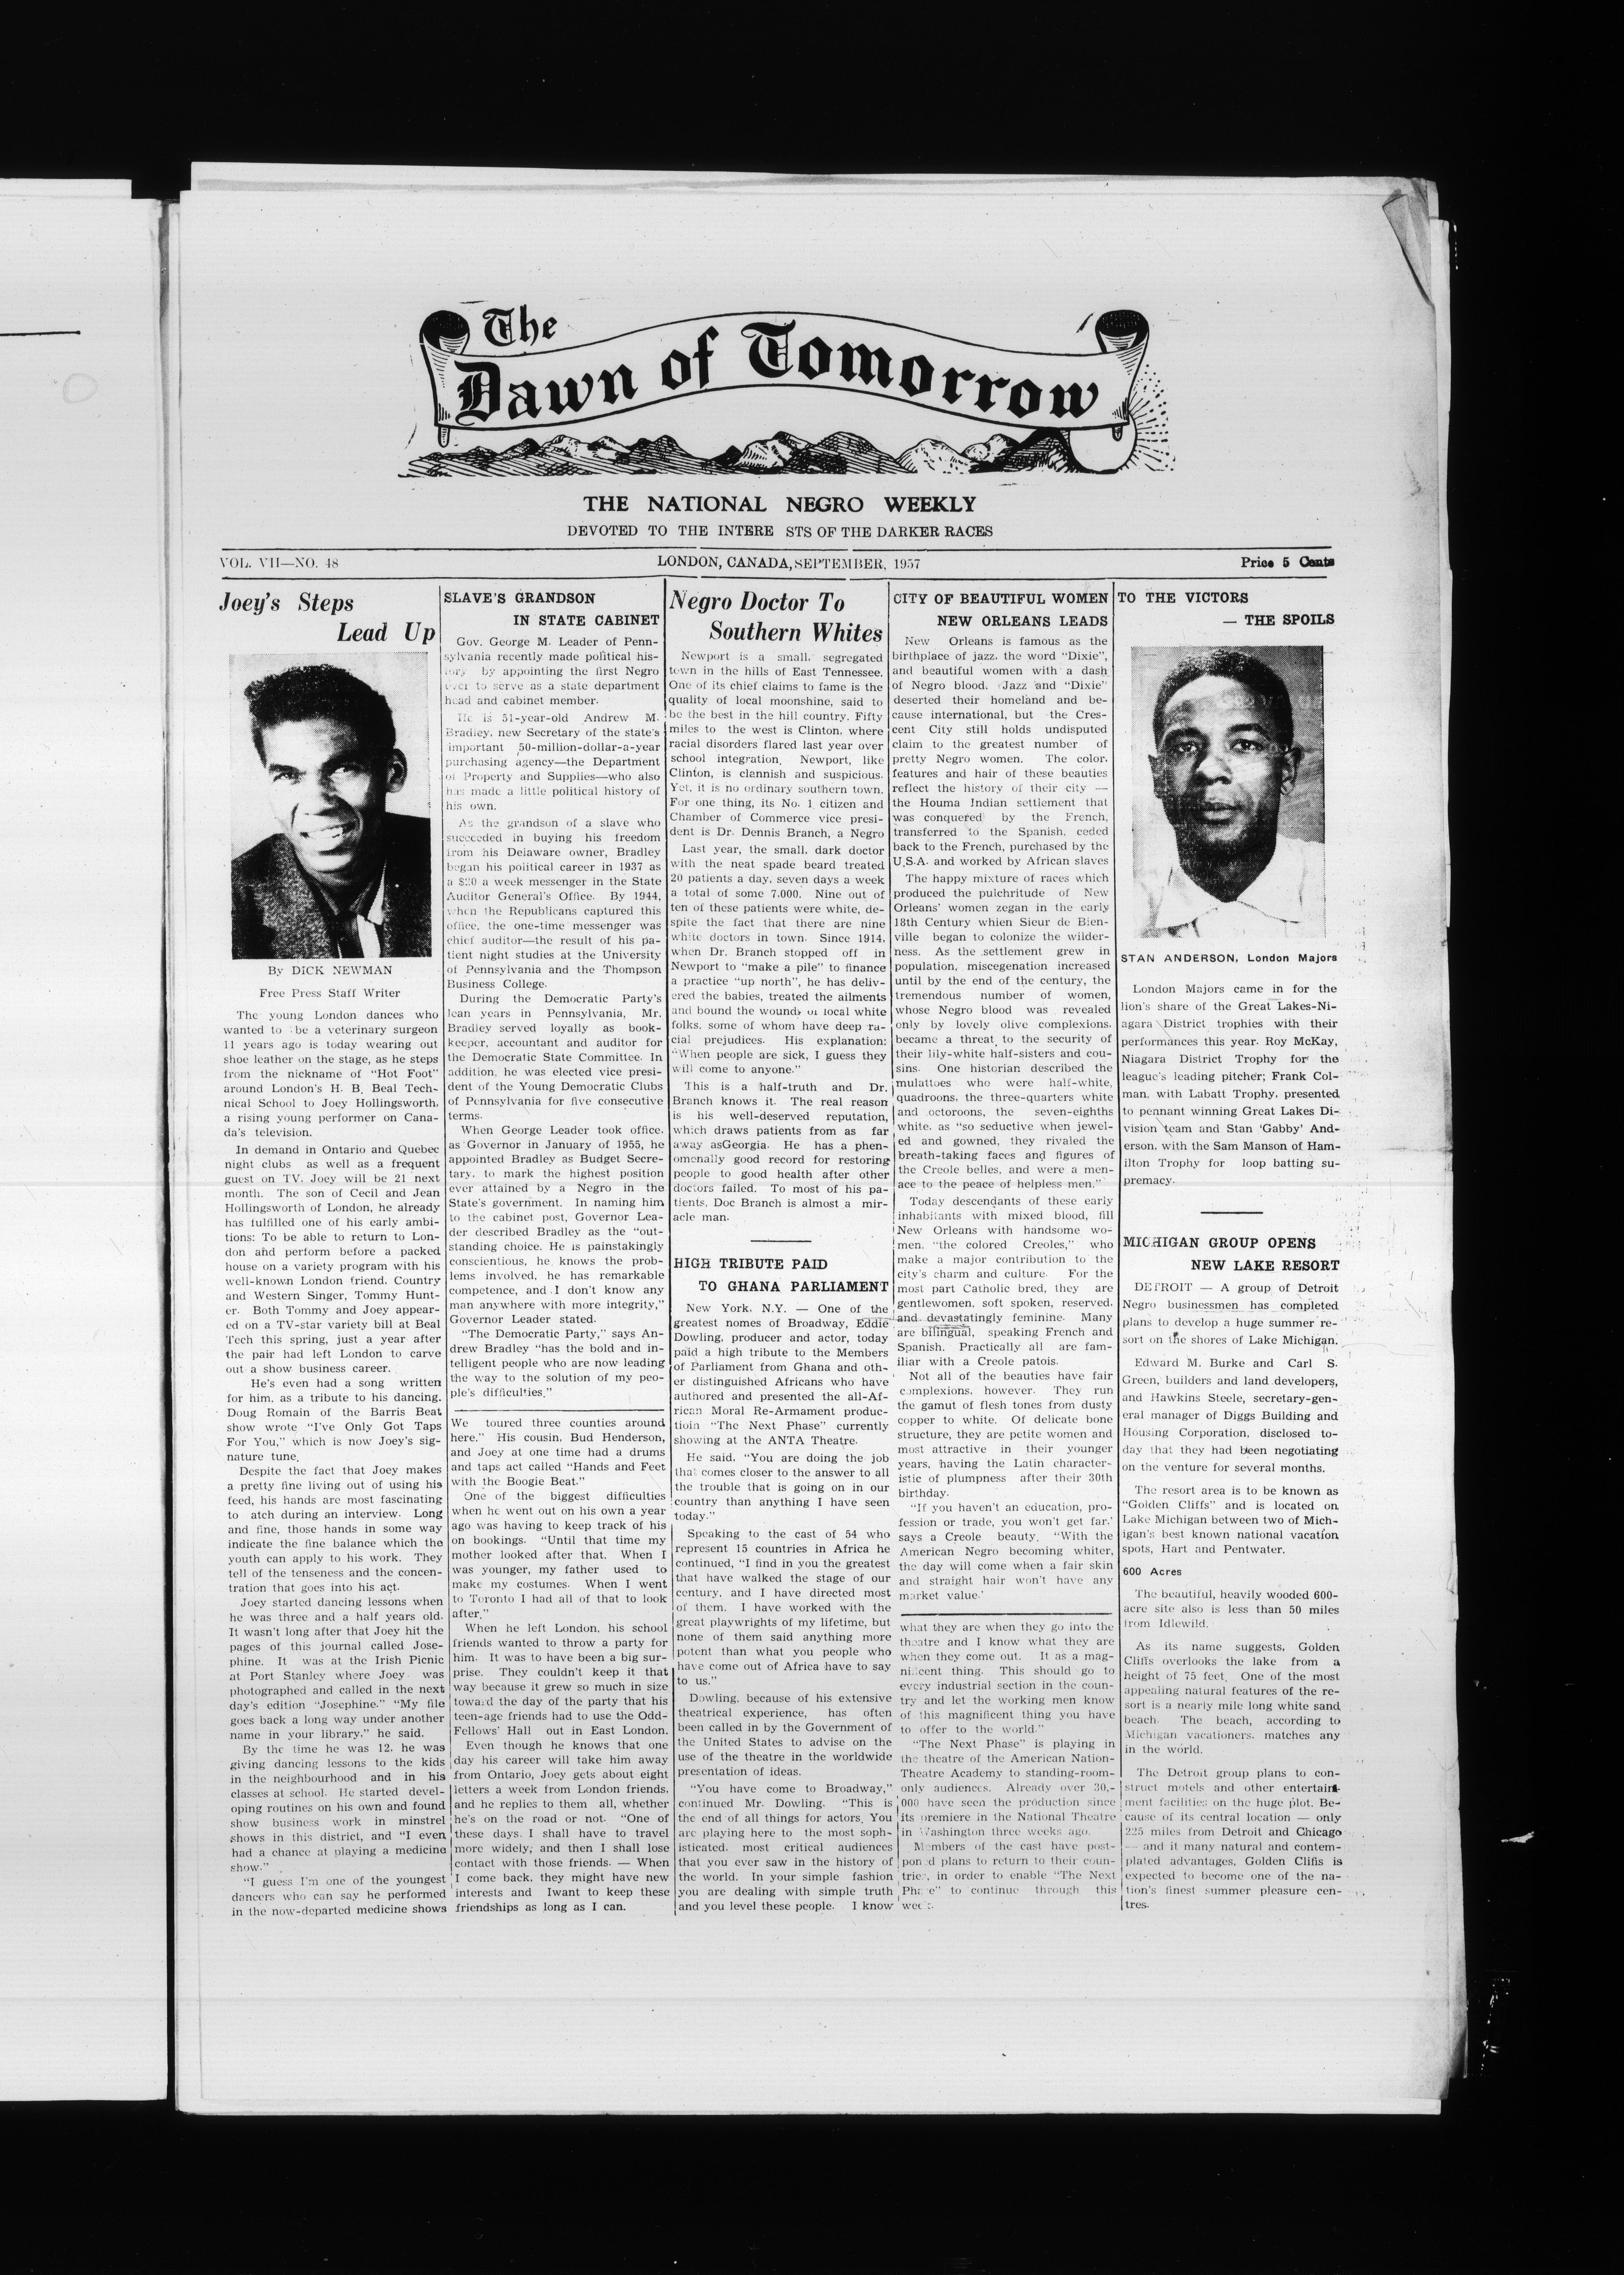 The
Dawn of Tomorrow
THE NATIONAL NEGRO WEEKLY
DEVOTED TO THE INTERE STS OF THE DARKER RACES
VOL. VII—NO. 48
LONDON, CANADA, SEPTEMBER, 1957
Price 5 Cents
Joey's Steps
Lead Up
By DICK NEWMAN
Free Press Staff Writer
The young London dances who
wanted to be a veterinary surgeon
11 years ago is today wearing out
shoe leather on the stage, as he steps
from the nickname of "Hot Foot"
around London's H. B. Beal Tech-
nical School to Joey Hollingsworth,
a rising young performer on Cana-
da's television.
In demand in Ontario and Quebec
night clubs as well as a frequent
guest on TV, Joey will be 21 next
month. The son of Cecil and Jean
Hollingsworth of London, he already
has fulfilled one of his early ambi-
tions: To be able to return to Lon-
don and perform before a packed
house on a variety program with his
well-known London friend, Country
and Western Singer, Tommy Hunt-
er. Both Tommy and Joey appear-
ed on a TV-star variety bill at Beal
Tech this spring, just a year after
the pair had left London to carve
out a show business career.
He's even had a song written
for him, as a tribute to his dancing.
Doug Romain of the Barris Beat
show wrote "I've Only Got Taps
For You," which is now Joey's sig-
nature tune.
Despite the fact that Joey makes
a pretty fine living out of using his
feed, his hands are most fascinating
to atch during an interview. Long
and fine, those hands in some way
indicate the fine balance which the
youth can apply to his work. They
tell of the tenseness and the concen-
tration that goes into his act.
Joey started dancing lessons when
he was three and a half years old.
It wasn't long after that Joey hit the
pages of this journal called Jose-
phine. It was at the Irish Picnic
at Port Stanley where Joey was
photographed and called in the next
day's edition "Josephine." "My file
goes back a long way under another
name in your library," he said.
By the time he was 12, he was
giving dancing lessons to the kids
in the neighbourhood and in his
classes at school. He started devel-
oping routines on his own and found
show business work in minstrel
shows in this district, and "I even
had a chance at playing a medicine
show."
"I guess I'm one of the youngest
dancers who can say he performed
in the now-departed medicine shows
SLAVE'S GRANDSON
IN STATE CABINET
Gov. George M. Leader of Penn-
sylvania recently made political his-
tory by appointing the first Negro
ever to serve as a state department
head and cabinet member.
He is 51-year-old Andrew M.
Bradley, new Secretary of the state's
important 50-million-dollar-a-year
purchasing agency—the Department
of Property and Supplies—who also
has made a little political history of
his own.
As the grandson of a slave who
succeeded in buying his freedom
from his Delaware owner, Bradley
began his political career in 1937 as
a $20 a week messenger in the State
Auditor General's Office. By 1944,
when the Republicans captured this
office, the one-time messenger was
chief auditor—the result of his pa-
tient night studies at the University
of Pennsylvania and the Thompson
Business College.
During the Democratic Party's
lean years in Pennsylvania, Mr.
Bradley served loyally as book-
keeper, accountant and auditor for
the Democratic State Committee. In
addition, he was elected vice presi-
dent of the Young Democratic Clubs
of Pennsylvania for five consecutive
terms.
When George Leader took office,
as Governor in January of 1955, he
appointed Bradley as Budget Secre-
tary, to mark the highest position
ever attained by a Negro in the
State's government. In naming him
to the cabinet post, Governor Lea-
der described Bradley as the "out-
standing choice. He is painstakingly
conscientious, he knows the prob-
lems involved, he has remarkable
competence, and I don't know any
man anywhere with more integrity,"
Governor Leader stated.
"The Democratic Party," says An-
drew Bradley "has the bold and in-
telligent people who are now leading
the way to the solution of my peo-
ple's difficulties."
We toured three counties around
here." His cousin, Bud Henderson,
and Joey at one time had a drums
and taps act called "Hands and Feet
with the Boogie Beat."
One of the biggest difficulties
when he went out on his own a year
ago was having to keep track of his
on bookings. "Until that time my
mother looked after that. When I
was younger, my father used to
make my costumes. When I went
to Toronto I had all of that to look
after."
When he left London, his school
friends wanted to throw a party for
him. It was to have been a big sur-
prise. They couldn't keep it that
way because it grew so much in size
toward the day of the party that his
teen-age friends had to use the Odd-
Fellows' Hall out in East London.
Even though he knows that one
day his career will take him away
from Ontario, Joey gets about eight
letters a week from London friends,
and he replies to them all, whether
he's on the road or not. "One of
these days I shall have to travel
more widely; and then I shall lose
contact with those friends. — When
I come back, they might have new
interests and Iwant to keep these
friendships as long as I can.
Negro Doctor To
Southern Whites
Newport is a small, segregated
town in the hills of East Tennessee.
One of its chief claims to fame is the
quality of local moonshine, said to
be the best in the hill country. Fifty
miles to the west is Clinton, where
racial disorders flared last year over
school integration. Newport, like
Clinton, is clannish and suspicious.
Yet, it is no ordinary southern town.
For one thing, its No. 1 citizen and
Chamber of Commerce vice presi-
dent is Dr. Dennis Branch, a Negro
Last year, the small, dark doctor
with the neat spade beard treated
20 patients a day, seven days a week
a total of some 7,000. Nine out of
ten of these patients were white, de-
spite the fact that there are nine
white doctors in town. Since 1914,
when Dr. Branch stopped off in
Newport to "make a pile" to finance
a practice "up north", he has deliv-
ered the babies, treated the ailments
and bound the wounds of local white
folks, some of whom have deep ra-
cial prejudices. His explanation:
"When people are sick, I guess they
will come to anyone."
This is a half-truth and Dr.
Branch knows it. The real reason
is his well-deserved reputation,
which draws patients from as far
away asGeorgia. He has a phen-
omenally good record for restoring
people to good health after other
doctors failed. To most of his pa-
tients, Doc Branch is almost a mir-
acle man.
HIGH TRIBUTE PAID
TO GHANA PARLIAMENT
New York, N.Y. — One of the
greatest nomes of Broadway, Eddie
Dowling, producer and actor, today
paid a high tribute to the Members
of Parliament from Ghana and oth-
er distinguished Africans who have
authored and presented the all-Af-
rican Moral Re-Armament produc-
tioin "The Next Phase" currently
showing at the ANTA Theatre.
He said, "You are doing the job
that comes closer to the answer to all
the trouble that is going on in our
country than anything I have seen
today."
Speaking to the cast of 54 who
represent 15 countries in Africa he
continued, "I find in you the greatest
that have walked the stage of our
century, and I have directed most
of them. I have worked with the
great playwrights of my lifetime, but
none of them said anything more
potent than what you people who
have come out of Africa have to say
to us."
Dowling, because of his extensive
theatrical experience, has often
been called in by the Government of
the United States to advise on the
use of the theatre in the worldwide
presentation of ideas.
"You have come to Broadway,"
continued Mr. Dowling. "This is
the end of all things for actors. You
are playing here to the most soph-
isticated, most critical audiences
that you ever saw in the history of
the world. In your simple fashion
you are dealing with simple truth
and you level these people. I know
CITY OF BEAUTIFUL WOMEN
NEW ORLEANS LEADS
New Orleans is famous as the
birthplace of jazz, the word "Dixie",
and beautiful women with a dash
of Negro blood. Jazz and "Dixie"
deserted their homeland and be-
cause international, but the Cres-
cent City still holds undisputed
claim to the greatest number of
pretty Negro women. The color,
features and hair of these beauties
reflect the history of their city —
the Houma Indian settlement that
was conquered by the French,
transferred to the Spanish, ceded
back to the French, purchased by the
U.S.A. and worked by African slaves
The happy mixture of races which
produced the pulchritude of New
Orleans' women zegan in the early
18th Century whien Sieur de Bien-
ville began to colonize the wilder-
ness. As the settlement grew in
population, miscegenation increased
until by the end of the century, the
tremendous number of women,
whose Negro blood was revealed
only by lovely olive complexions,
became a threat to the security of
their lily-white half-sisters and cou-
sins. One historian described the
mulattoes who were half-white,
quadroons, the three-quarters white
and octoroons, the seven-eighths
white, as "so seductive when jewel-
ed and gowned, they rivaled the
breath-taking faces and figures of
the Creole belles, and were a men-
ace to the peace of helpless men."
Today descendants of these early
inhabitants with mixed blood, fill
New Orleans with handsome wo-
men, "the colored Creoles," who
make a major contribution to the
city's charm and culture. For the
most part Catholic bred, they are
gentlewomen, soft spoken, reserved,
and devastatingly feminine. Many
are bilingual, speaking French and
Spanish. Practically all are fam-
iliar with a Creole patois.
Not all of the beauties have fair
complexions, however. They run
the gamut of flesh tones from dusty
copper to white. Of delicate bone
structure, they are petite women and
most attractive in their younger
years, having the Latin character-
istic of plumpness after their 30th
birthday.
"If you haven't an education, pro-
fession or trade, you won't get far,'
says a Creole beauty. "With the
American Negro becoming whiter,
the day will come when a fair skin
and straight hair won't have any
market value.'
what they are when they go into the
theatre and I know what they are
when they come out. It as a mag-
nificent thing. This should go to
every industrial section in the coun-
try and let the working men know
of this magnificent thing you have
to offer to the world."
"The Next Phase" is playing in
the theatre of the American Nation-
Theatre Academy to standing-room-
only audiences. Already over 30,-
000 have seen the production since
its premiere in the National Theatre
in Washington three weeks ago.
Members of the cast have post-
poned plans to return to their coun-
tries, in order to enable "The Next
Phase" to continue through this
week.
TO THE VICTORS
— THE SPOILS
STAN ANDERSON, London Majors
London Majors came in for the
lion's share of the Great Lakes-Ni-
agara District trophies with their
performances this year. Roy McKay,
Niagara District Trophy for the
league's leading pitcher; Frank Col-
man, with Labatt Trophy, presented
to pennant winning Great Lakes Di-
vision team and Stan 'Gabby' And-
erson, with the Sam Manson of Ham-
ilton Trophy for loop batting su-
premacy.
MICHIGAN GROUP OPENS
NEW LAKE RESORT
DETROIT — A group of Detroit
Negro businessmen has completed
plans to develop a huge summer re-
sort on the shores of Lake Michigan.
Edward M. Burke and Carl S.
Green, builders and land developers,
and Hawkins Steele, secretary-gen-
eral manager of Diggs Building and
Housing Corporation, disclosed to-
day that they had been negotiating
on the venture for several months.
The resort area is to be known as
"Golden Cliffs" and is located on
Lake Michigan between two of Mich-
igan's best known national vacation
spots, Hart and Pentwater.
600 Acres
The beautiful, heavily wooded 600-
acre site also is less than 50 miles
from Idlewild.
As its name suggests, Golden
Cliffs overlooks the lake from a
height of 75 feet. One of the most
appealing natural features of the re-
sort is a nearly mile long white sand
beach. The beach, according to
Michigan vacationers, matches any
in the world.
The Detroit group plans to con-
struct motels and other entertain-
ment facilities on the huge plot. Be-
cause of its central location — only
225 miles from Detroit and Chicago
— and it many natural and contem-
plated advantages, Golden Cliffs is
expected to become one of the na-
tion's finest summer pleasure cen-
tres.